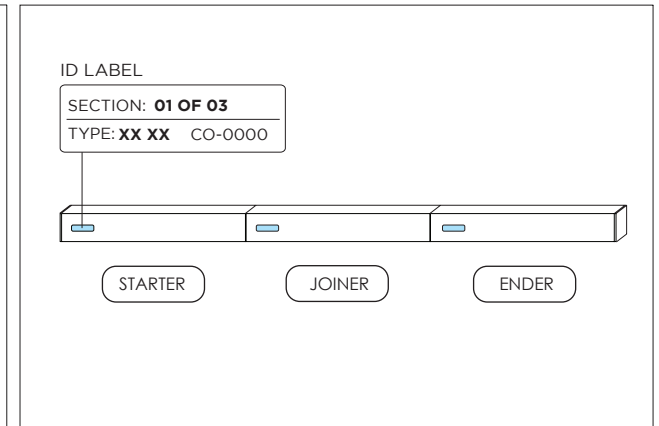 ID LABEL
SECTION: 01 OF 03
TYPE: XX XX CO-0000
STARTER
JOINER
ENDER